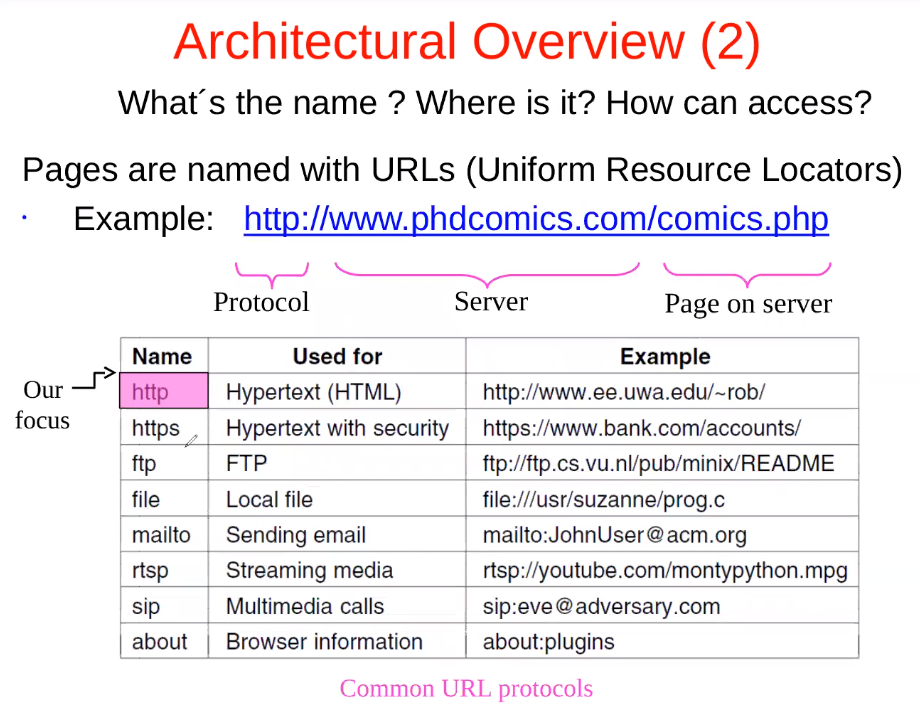 Architectural Overview (2)
What´s the name ? Where is it? How can access?
Pages are named with URLs (Uniform Resource Locators)
· Example: http://www.phdcomics.com/comics.php
Protocol Server Page on server
Our
focus
Name Used for Example
http Hypertext (HTML) http://www.ee.uwa.edu/~rob/
https Hypertext with security https://www.bank.com/accounts/
ftp FTP ftp://ftp.cs.vu.nl/pub/minix/README
file Local file file:///usr/suzanne/prog.c
mailto Sending email mailto:JohnUser@acm.org
rtsp Streaming media rtsp://youtube.com/montypython.mpg
sip Multimedia calls sip:eve@adversary.com
about Browser information about:plugins
Common URL protocols